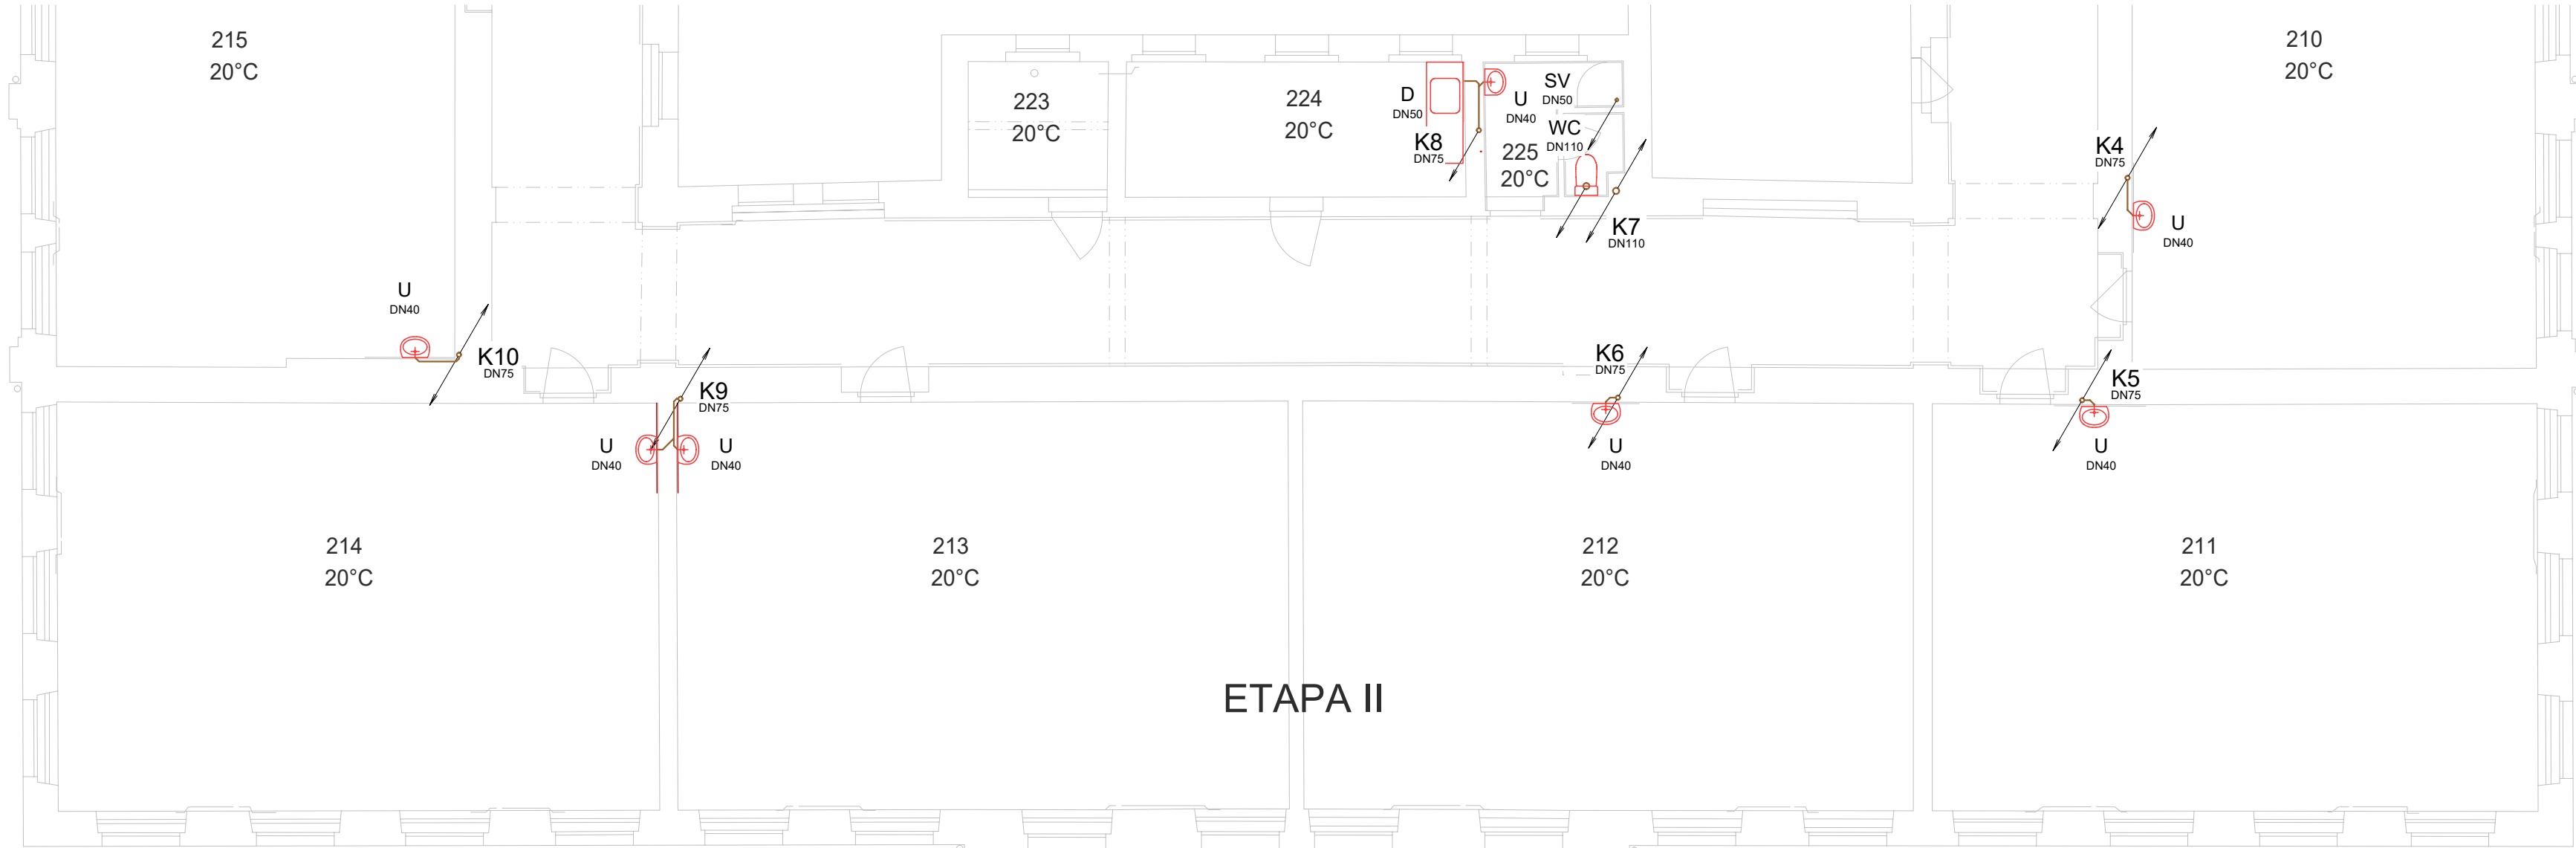 215
20°C
210
20°C
223
20°C
224
20°C
D
DN50
K8
DN75
U
DN40
SV
DN50
WC
DN110
225
20°C
K7
DN110
K4
DN75
U
DN40
U
DN40
K10
DN75
K9
DN75
U
DN40
U
DN40
K6
DN75
U
DN40
K5
DN75
U
DN40
214
20°C
213
20°C
212
20°C
211
20°C
ETAPA II